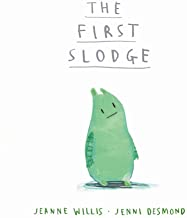 THE
FIRST
SLODGE
JEANNE WILLIS · JENNI DESMOND